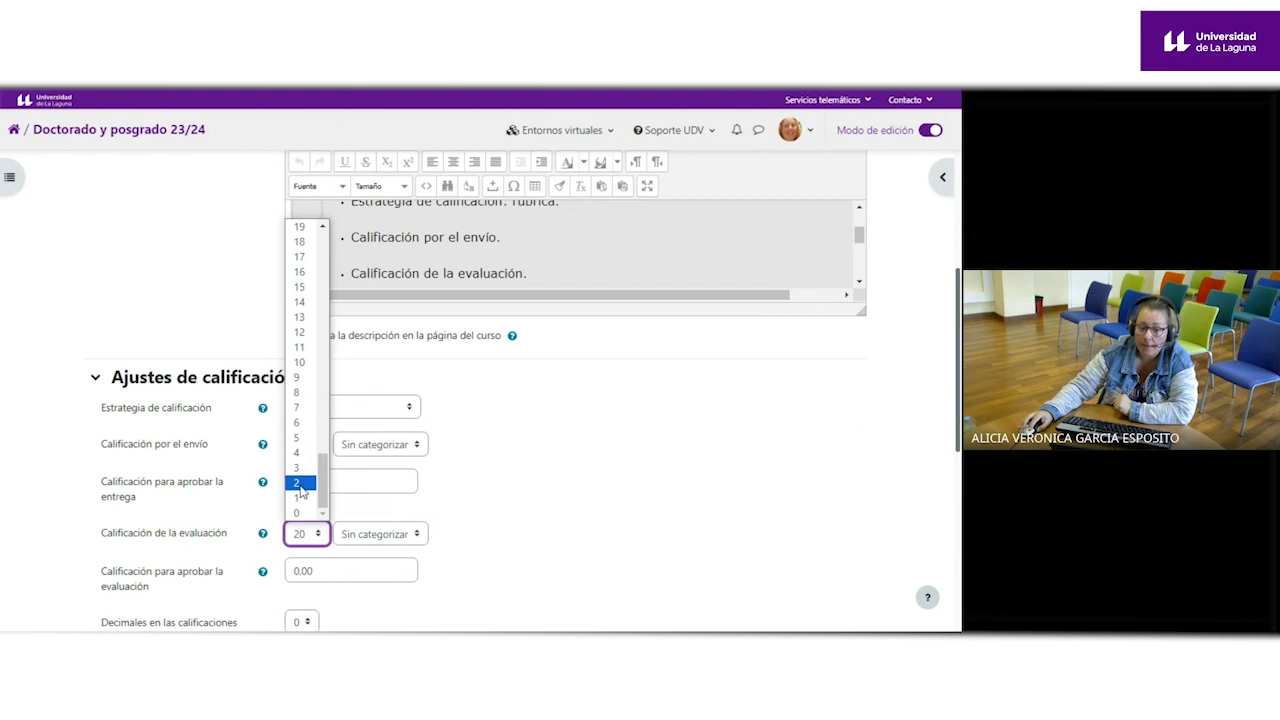 Universidad
de La Laguna
Universidad
de La Laguna
Servicios telemáticos
Contacto
/ Doctorado y posgrado 23/24
Entornos virtuales
Soporte UDV
Modo de edición
Fuente
Tamaño
• Estrategia de calificación: rúbrica.
• Calificación por el envío.
• Calificación de la evaluación.
a la descripción en la página del curso
19
18
17
16
15
14
13
12
11
10
9
8
7
6
5
4
3
2
1
0
Ajustes de calificació
Estrategia de calificación
Calificación por el envío
Sin categorizar
Calificación para aprobar la
entrega
Calificación de la evaluación
20
Sin categorizar
Calificación para aprobar la
evaluación
0,00
Decimales en las calificaciones
0
?
ALICIA VERONICA GARCIA ESPOSITO